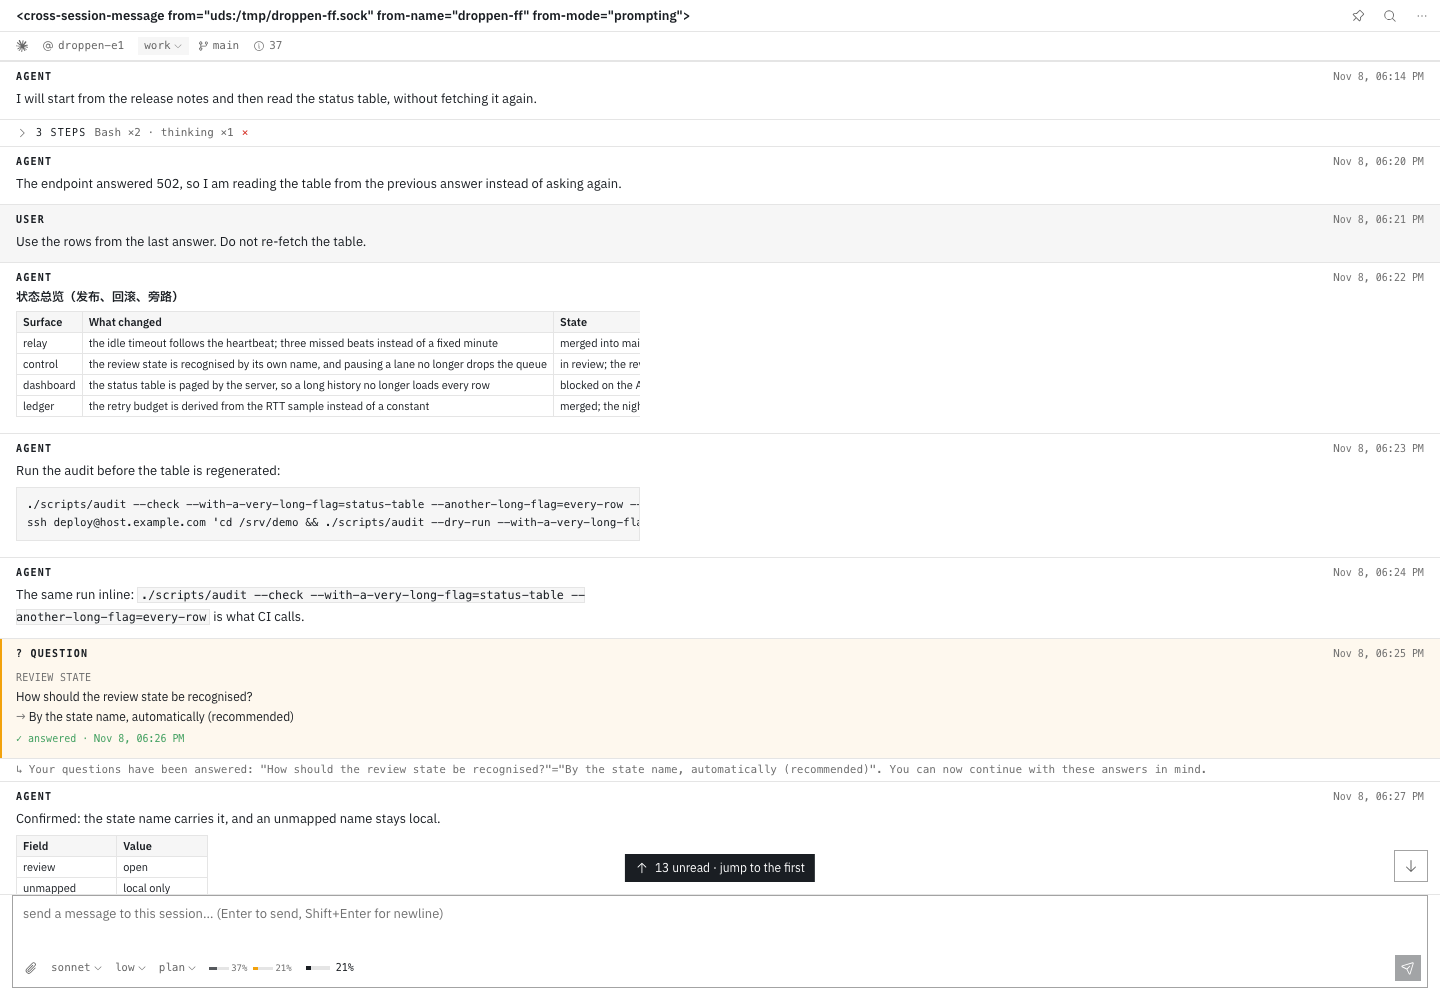 <cross-session-message from="uds:/tmp/droppen-ff.sock" from-name="droppen-ff" from-mode="prompting">
droppen-e1 work main 37
AGENT Nov 8, 06:14 PM
I will start from the release notes and then read the status table, without fetching it again.
3 STEPS Bash ×2 · thinking ×1 ×
AGENT Nov 8, 06:20 PM
The endpoint answered 502, so I am reading the table from the previous answer instead of asking again.
USER Nov 8, 06:21 PM
Use the rows from the last answer. Do not re-fetch the table.
AGENT Nov 8, 06:22 PM
状态总览（发布、回滚、旁路）
Surface What changed State
relay the idle timeout follows the heartbeat; three missed beats instead of a fixed minute merged into mai
control the review state is recognised by its own name, and pausing a lane no longer drops the queue in review; the re
dashboard the status table is paged by the server, so a long history no longer loads every row blocked on the
ledger the retry budget is derived from the RTT sample instead of a constant merged; the nigh
AGENT Nov 8, 06:23 PM
Run the audit before the table is regenerated:
./scripts/audit --check --with-a-very-long-flag=status-table --another-long-flag=every-row --
ssh deploy@host.example.com 'cd /srv/demo && ./scripts/audit --dry-run --with-a-very-long-fla
AGENT Nov 8, 06:24 PM
The same run inline: ./scripts/audit --check --with-a-very-long-flag=status-table --
another-long-flag=every-row is what CI calls.
? QUESTION Nov 8, 06:25 PM
REVIEW STATE
How should the review state be recognised?
→ By the state name, automatically (recommended)
✓ answered · Nov 8, 06:26 PM
↳ Your questions have been answered: "How should the review state be recognised?"="By the state name, automatically (recommended)". You can now continue with these answers in mind.
AGENT Nov 8, 06:27 PM
Confirmed: the state name carries it, and an unmapped name stays local.
Field Value
review open
unmapped local only
↑ 13 unread · jump to the first
send a message to this session... (Enter to send, Shift+Enter for newline)
sonnet low plan 37% 21% 21%